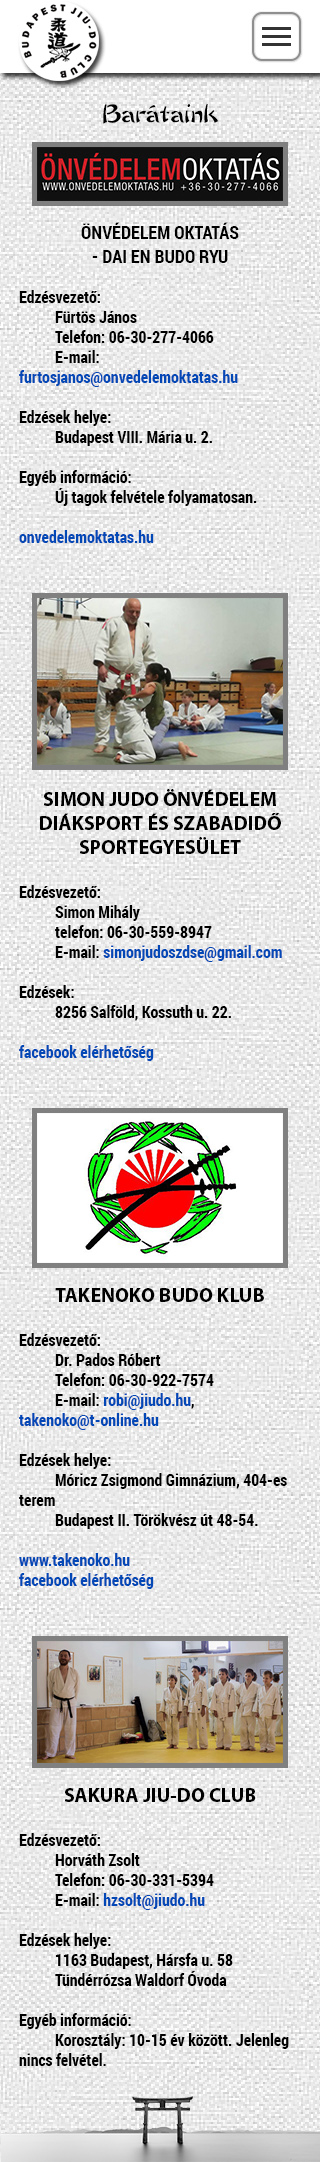 BUDAPEST JIU-DO CLUB
柔道
Barátaink
ÖNVÉDELEMOKTATÁS
WWW.ONVEDELEMOKTATAS.HU +36-30-277-4066
ÖNVÉDELEM OKTATÁS
- DAI EN BUDO RYU
Edzésvezető:
Fürtös János
Telefon: 06-30-277-4066
E-mail:
furtosjanos@onvedelemoktatas.hu
Edzések helye:
Budapest VIII. Mária u. 2.
Egyéb információ:
Új tagok felvétele folyamatosan.
onvedelemoktatas.hu
SIMON JUDO ÖNVÉDELEM
DIÁKSPORT ÉS SZABADIDŐ
SPORTEGYESÜLET
Edzésvezető:
Simon Mihály
telefon: 06-30-559-8947
E-mail: simonjudoszdse@gmail.com
Edzések:
8256 Salföld, Kossuth u. 22.
facebook elérhetőség
TAKENOKO BUDO KLUB
Edzésvezető:
Dr. Pados Róbert
Telefon: 06-30-922-7574
E-mail: robi@jiudo.hu,
takenoko@t-online.hu
Edzések helye:
Móricz Zsigmond Gimnázium, 404-es
terem
Budapest II. Törökvész út 48-54.
www.takenoko.hu
facebook elérhetőség
SAKURA JIU-DO CLUB
Edzésvezető:
Horváth Zsolt
Telefon: 06-30-331-5394
E-mail: hzsolt@jiudo.hu
Edzések helye:
1163 Budapest, Hársfa u. 58
Tündérrózsa Waldorf Óvoda
Egyéb információ:
Korosztály: 10-15 év között. Jelenleg
nincs felvétel.